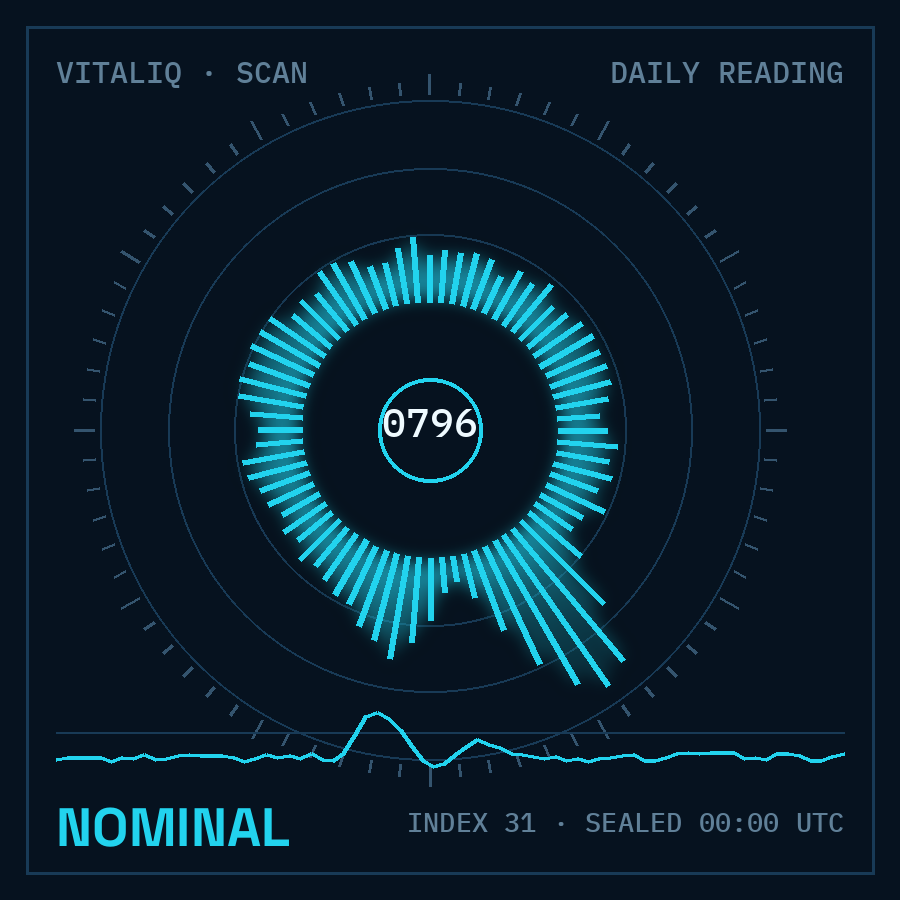 VITALIQ · SCAN
DAILY READING
0796
NOMINAL
INDEX 31 · SEALED 00:00 UTC